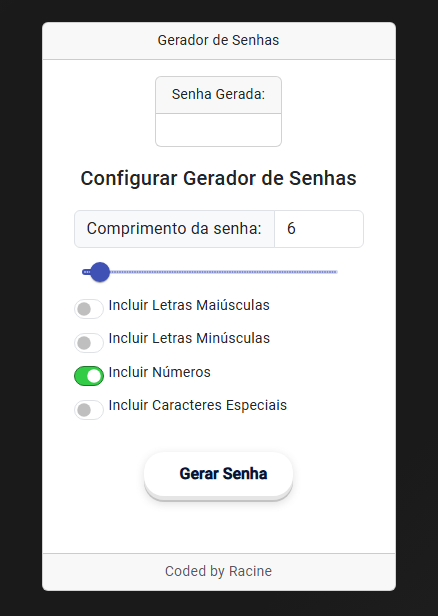 Gerador de Senhas
Senha Gerada:
Configurar Gerador de Senhas
Comprimento da senha: 6
Incluir Letras Maiúsculas
Incluir Letras Minúsculas
Incluir Números
Incluir Caracteres Especiais
Gerar Senha
Coded by Racine